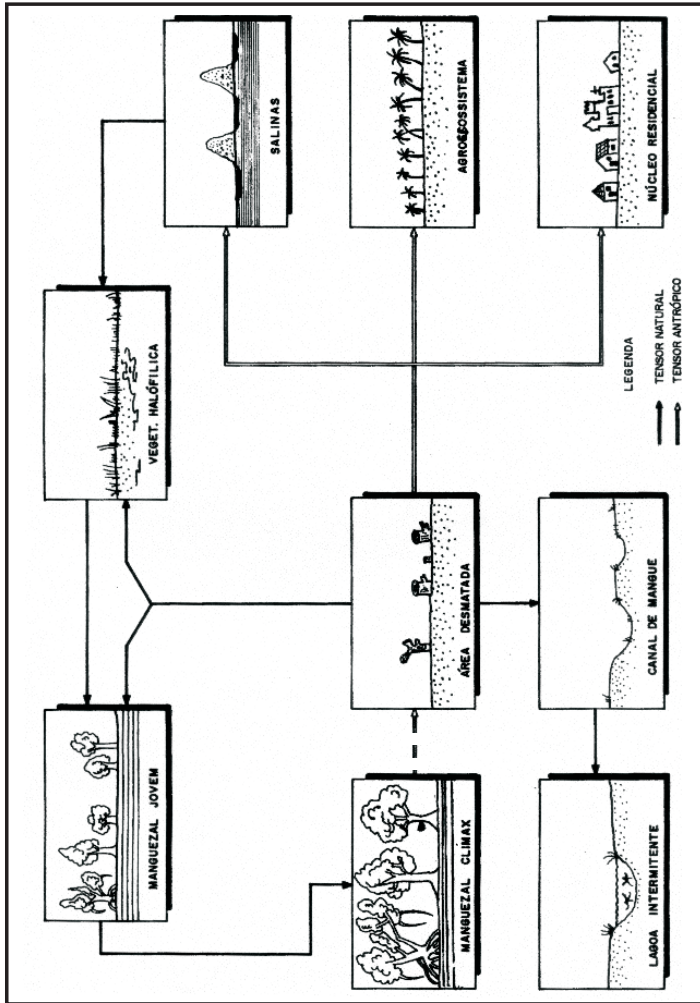 MANGUEZAL JOVEM
VEGET. HALÓFILICA
SALINAS
MANGUEZAL CLIMAX
ÁREA DESMATADA
AGROECOSSISTEMA
LAGOA INTERMITENTE
CANAL DE MANGUE
NÚCLEO RESIDENCIAL
LEGENDA
TENSOR NATURAL
TENSOR ANTRÓPICO